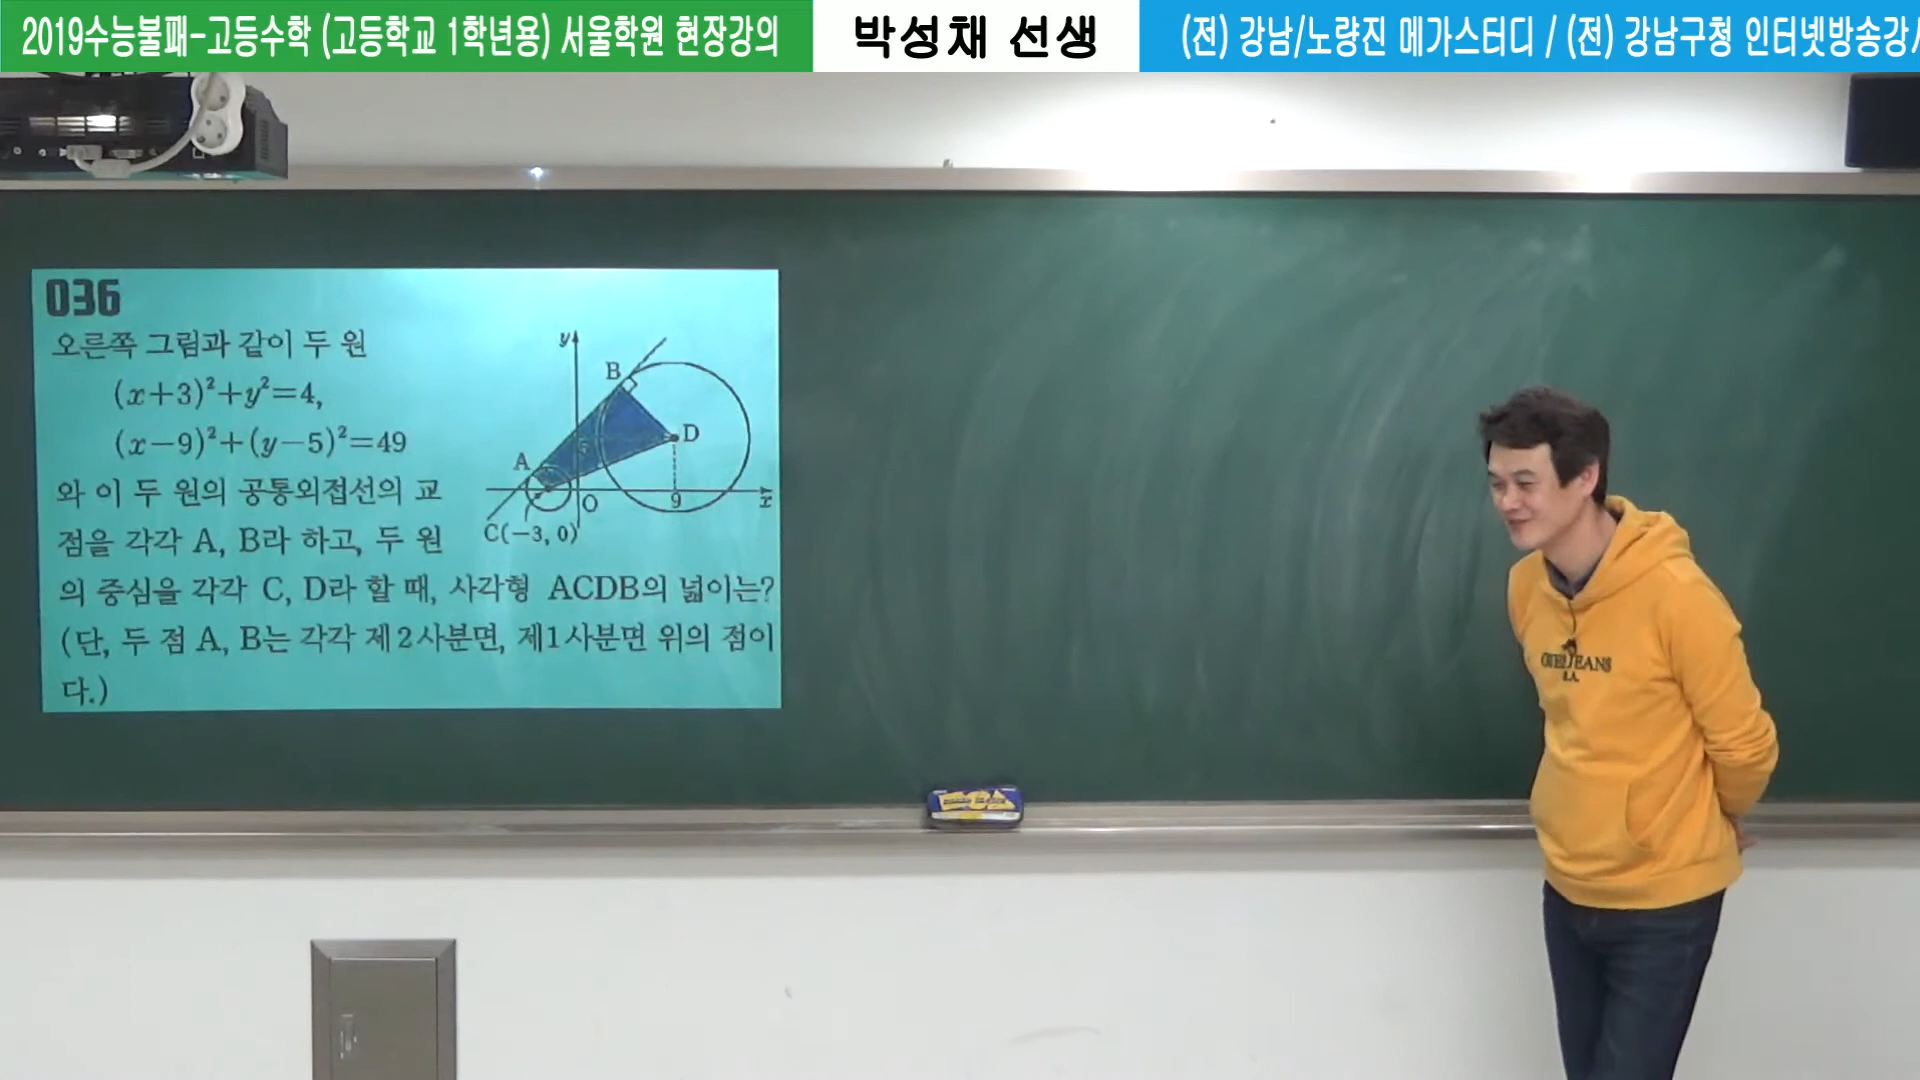 2019수능불패-고등수학 (고등학교 1학년용) 서울학원 현장강의
박성채 선생
(전) 강남/노량진 메가스터디 / (전) 강남구청 인터넷방송강사
036
오른쪽 그림과 같이 두 원
(x+3)²+y²=4,
(x-9)²+(y-5)²=49
와 이 두 원의 공통외접선의 교
점을 각각 A, B라 하고, 두 원
의 중심을 각각 C, D라 할 때, 사각형 ACDB의 넓이는?
(단, 두 점 A, B는 각각 제2사분면, 제1사분면 위의 점이
다.)
y
B
D
A
O
9
x
C(-3, 0)